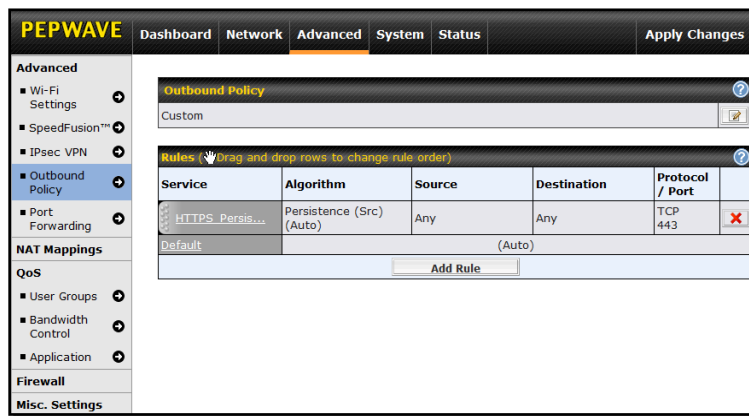 PEPWAVE
Dashboard Network Advanced System Status Apply Changes
Advanced
Wi-Fi
Settings
SpeedFusion™
IPsec VPN
Outbound
Policy
Port
Forwarding
NAT Mappings
QoS
User Groups
Bandwidth
Control
Application
Firewall
Misc. Settings
Outbound Policy
?
Custom
Rules (Drag and drop rows to change rule order)
?
Service Algorithm Source Destination Protocol
/ Port
HTTPS_Persis... Persistence (Src)
(Auto) Any Any TCP
443
Default (Auto)
Add Rule